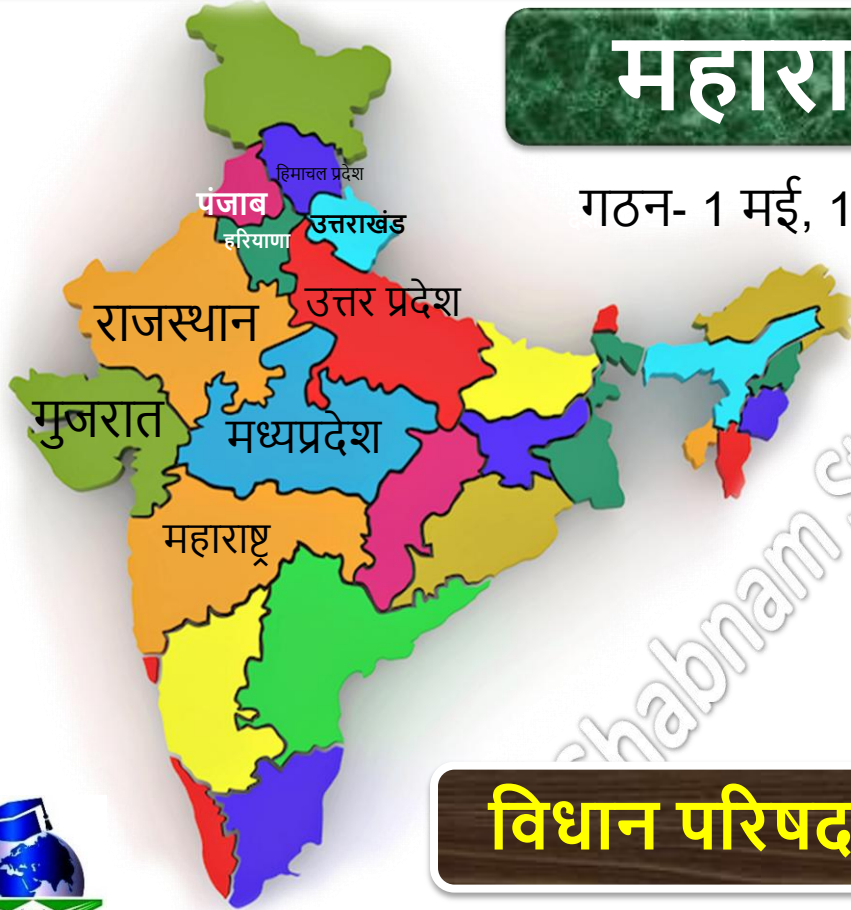 महारा
गठन- 1 मई, 1
हिमाचल प्रदेश
पंजाब
उत्तराखंड
हरियाणा
राजस्थान
उत्तर प्रदेश
गुजरात
मध्यप्रदेश
महाराष्ट्र
shabnam S
विधान परिषद